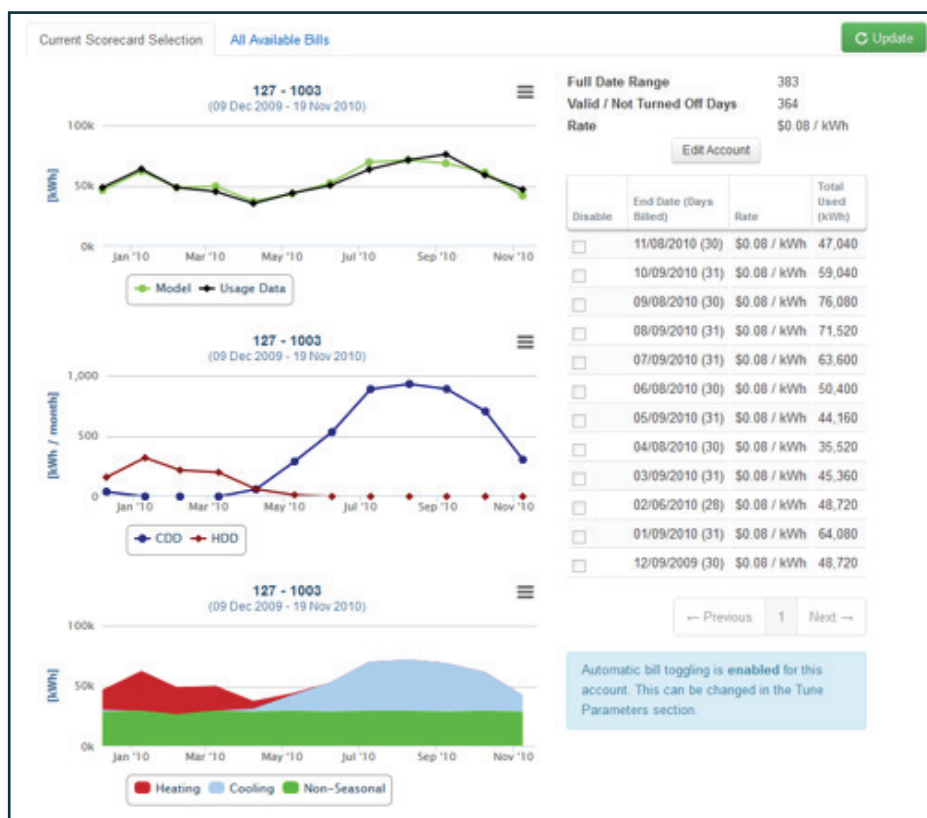 Current Scorecard Selection
All Available Bills
Update
127 - 1003
(09 Dec 2009 - 19 Nov 2010)
100k
50k
0k
[kWh]
Jan '10 Mar '10 May '10 Jul '10 Sep '10 Nov '10
Model Usage Data
127 - 1003
(09 Dec 2009 - 19 Nov 2010)
1,000
500
0
[kWh / month]
Jan '10 Mar '10 May '10 Jul '10 Sep '10 Nov '10
CDD HDD
127 - 1003
(09 Dec 2009 - 19 Nov 2010)
100k
50k
0k
[kWh]
Jan '10 Mar '10 May '10 Jul '10 Sep '10 Nov '10
Heating Cooling Non-Seasonal
Full Date Range 383
Valid / Not Turned Off Days 364
Rate $0.08 / kWh
Edit Account
Disable End Date (Days Billed) Rate Total Used (kWh)
11/08/2010 (30) $0.08 / kWh 47,040
10/09/2010 (31) $0.08 / kWh 59,040
09/08/2010 (30) $0.08 / kWh 76,080
08/09/2010 (31) $0.08 / kWh 71,520
07/09/2010 (31) $0.08 / kWh 63,600
06/08/2010 (30) $0.08 / kWh 50,400
05/09/2010 (31) $0.08 / kWh 44,160
04/08/2010 (30) $0.08 / kWh 35,520
03/09/2010 (31) $0.08 / kWh 45,360
02/06/2010 (28) $0.08 / kWh 48,720
01/09/2010 (31) $0.08 / kWh 64,080
12/09/2009 (30) $0.08 / kWh 48,720
← Previous 1 Next →
Automatic bill toggling is enabled for this
account. This can be changed in the Tune
Parameters section.